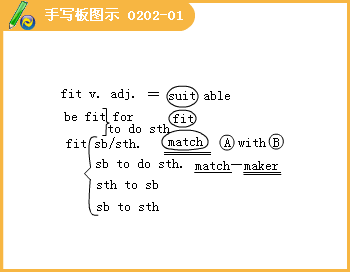 手写板图示 0202-01
fit v. adj. = suit able
be fit for fit
to do sth
fit sb/sth. match A with B
sb to do sth. match—maker
sth to sb
sb to sth